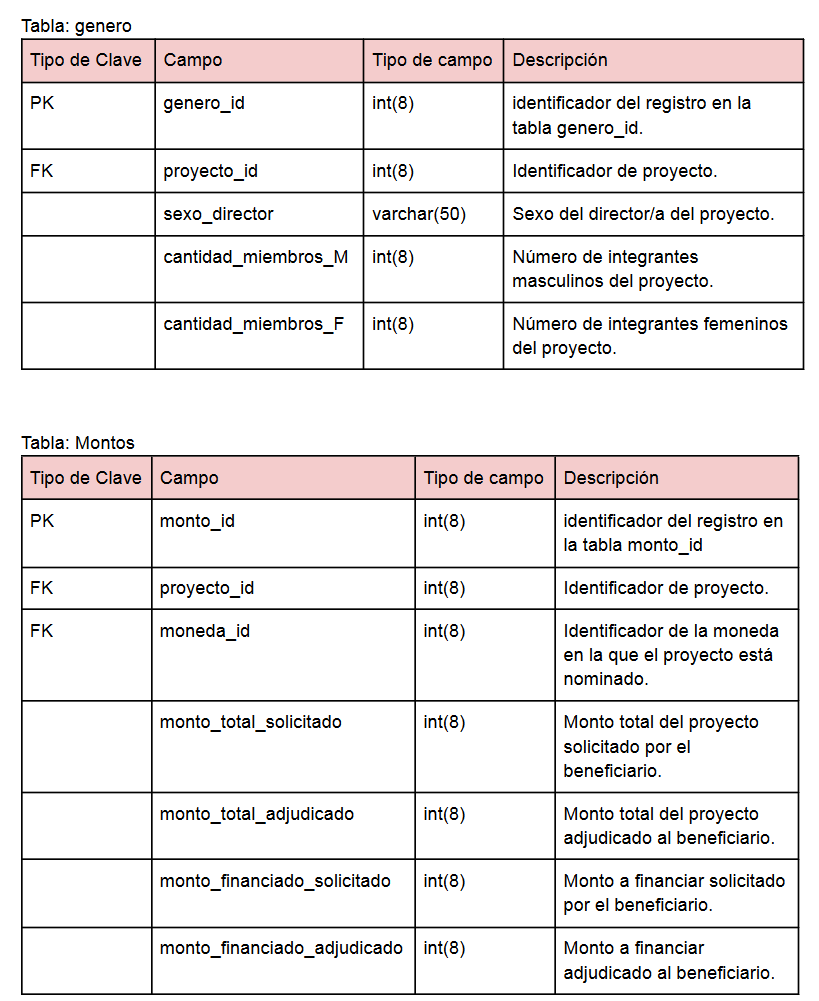 Tabla: genero
Tipo de Clave Campo Tipo de campo Descripción
PK genero_id int(8) identificador del registro en la
tabla genero_id.
FK proyecto_id int(8) Identificador de proyecto.
sexo_director varchar(50) Sexo del director/a del proyecto.
cantidad_miembros_M int(8) Número de integrantes
masculinos del proyecto.
cantidad_miembros_F int(8) Número de integrantes femeninos
del proyecto.
Tabla: Montos
Tipo de Clave Campo Tipo de campo Descripción
PK monto_id int(8) identificador del registro en
la tabla monto_id
FK proyecto_id int(8) Identificador de proyecto.
FK moneda_id int(8) Identificador de la moneda
en la que el proyecto está
nominado.
monto_total_solicitado int(8) Monto total del proyecto
solicitado por el
beneficiario.
monto_total_adjudicado int(8) Monto total del proyecto
adjudicado al beneficiario.
monto_financiado_solicitado int(8) Monto a financiar solicitado
por el beneficiario.
monto_financiado_adjudicado int(8) Monto a financiar
adjudicado al beneficiario.